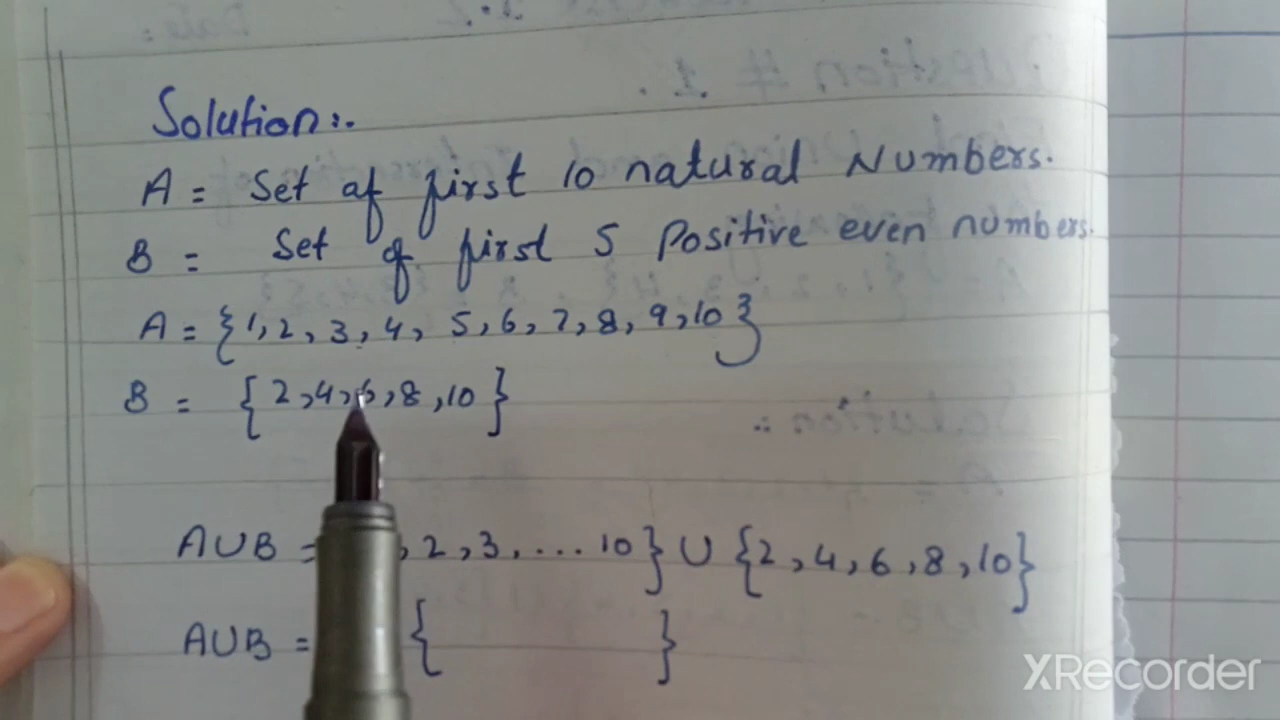 Solution:.
A = Set of first 10 natural Numbers.
B = Set of first 5 Positive even numbers.
A = {1, 2, 3, 4, 5, 6, 7, 8, 9, 10}
B = {2, 4, 6, 8, 10}
A∪B = , 2, 3, ... 10} ∪ {2, 4, 6, 8, 10}
A∪B = { }
XRecorder